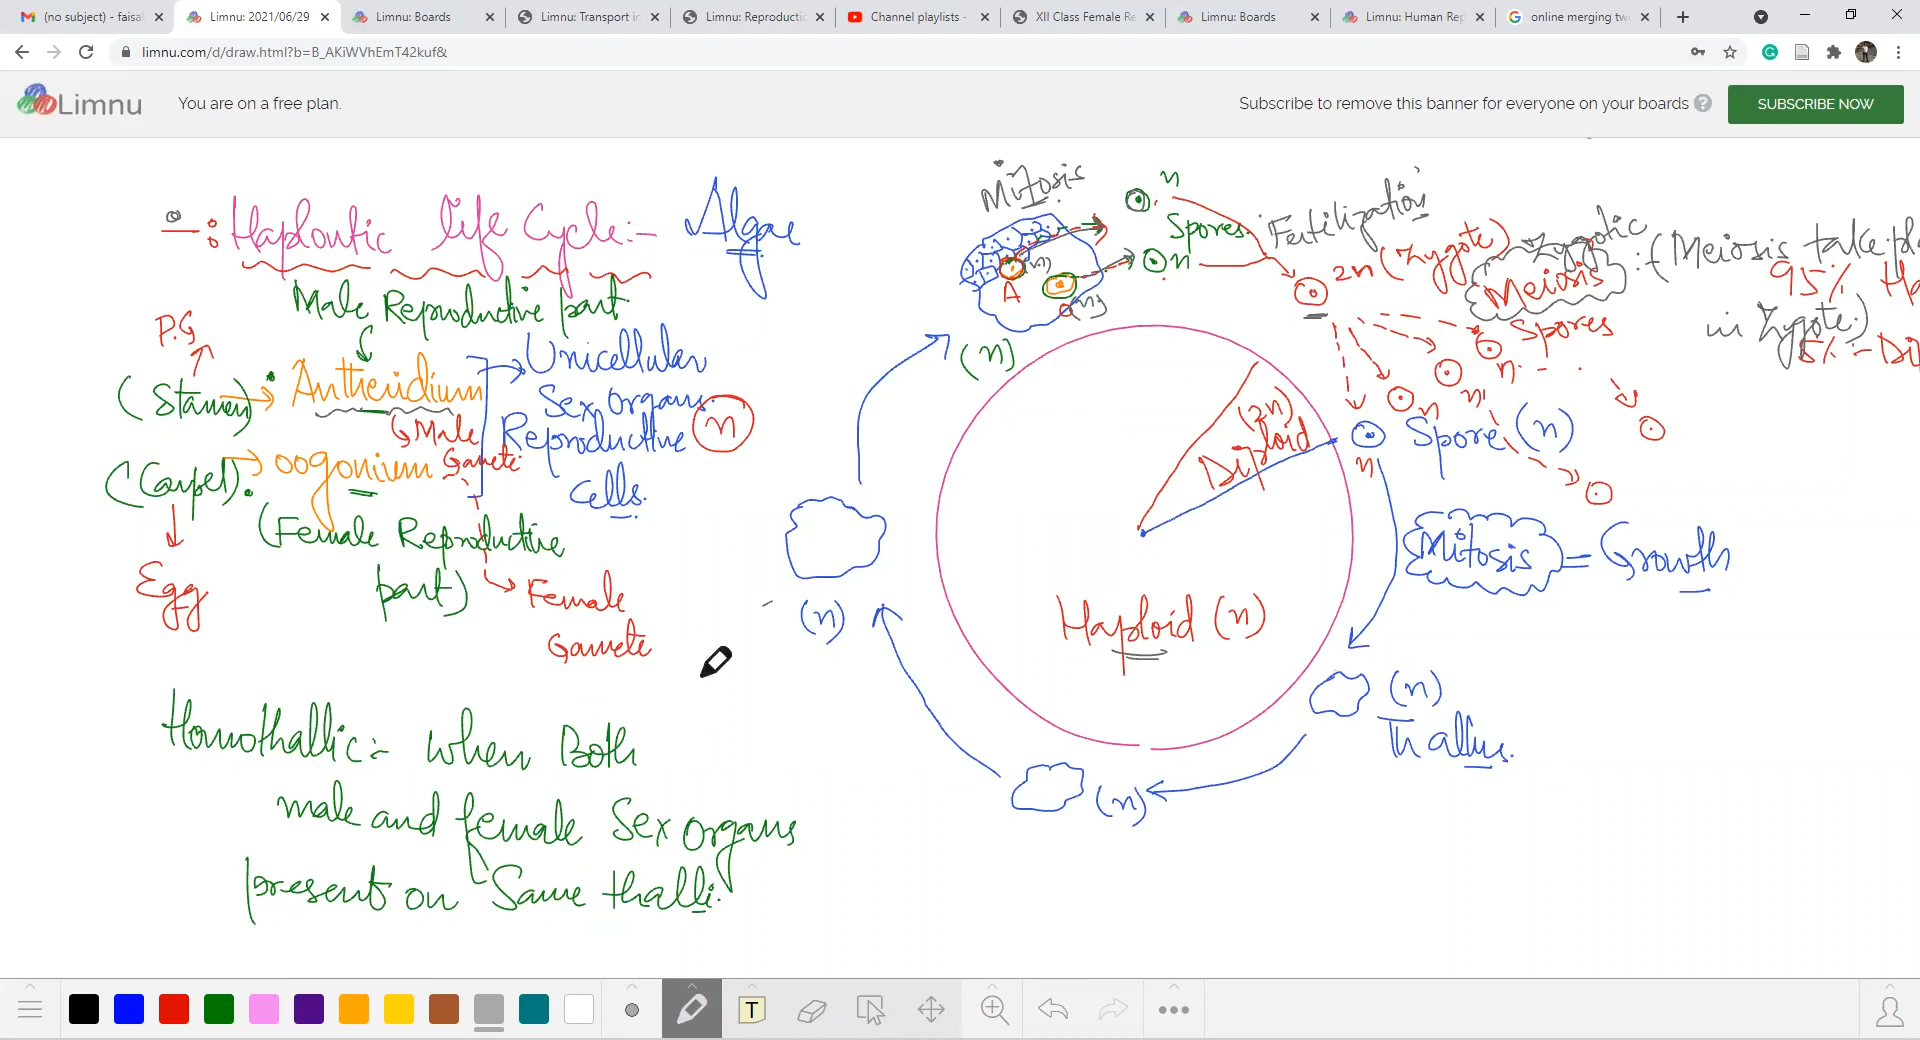 (no subject) - faisal
Limnu: 2021/06/29
Limnu: Boards
Limnu: Transport in
Limnu: Reproductio
Channel playlists -
XII Class Female Re
Limnu: Boards
Limnu: Human Rep
online merging tw
limnu.com/d/draw.html?b=B_AKiWVhEmT42kuf&
Limnu
You are on a free plan.
Subscribe to remove this banner for everyone on your boards
SUBSCRIBE NOW
Haplontic life Cycle:- Algae
Male Reproductive part
P.G
(Stamen) Antheridium
Male
Gamete
(Carpel). oogonium
Egg
(Female Reproductive
part)
Female
Gamete
Unicellular
Sex organs.
Reproductive
Cells.
n
Homothallic:- When Both
male and female Sex organs
present on Same thalli.
Mitosis
(n)
A
(n)
(n)
n
Spores.
n
Fertilization
2n (Zygote)
Zygotic
Meiosis
:(Meiosis take pla
in Zygote.)
95% Ha
5% - Di
Spores
n
n
n
n
Spore (n)
Mitosis = Growth
(2n)
Diploid
Haploid (n)
(n)
Thallus.
(n)
(n)
T